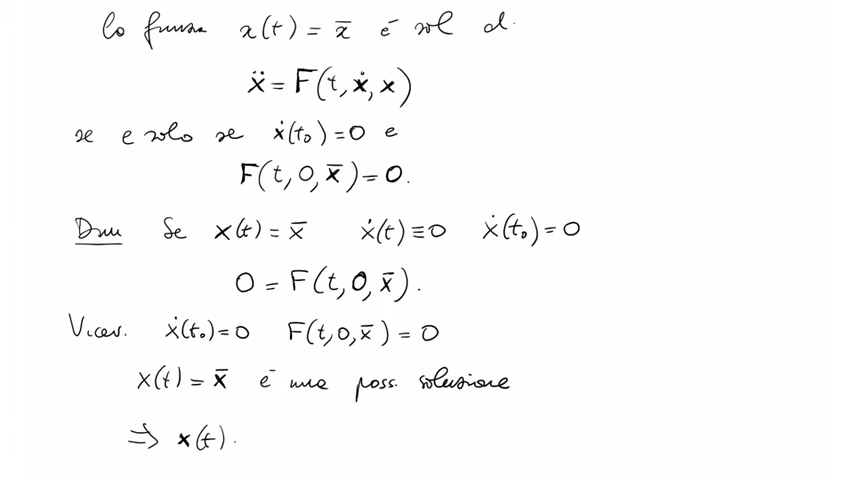 la funzione x(t) = x̄ è sol di
ẍ = F(t, ẋ, x)
se e solo se ẋ(t₀) = 0 e
F(t, 0, x̄) = 0.
Dim Se x(t) = x̄ ẋ(t) ≡ 0 ẋ(t₀) = 0
0 = F(t, 0, x̄).
Vicev. ẋ(t₀) = 0 F(t, 0, x̄) = 0
x(t) = x̄ è una poss. soluzione
⇒ x(t).